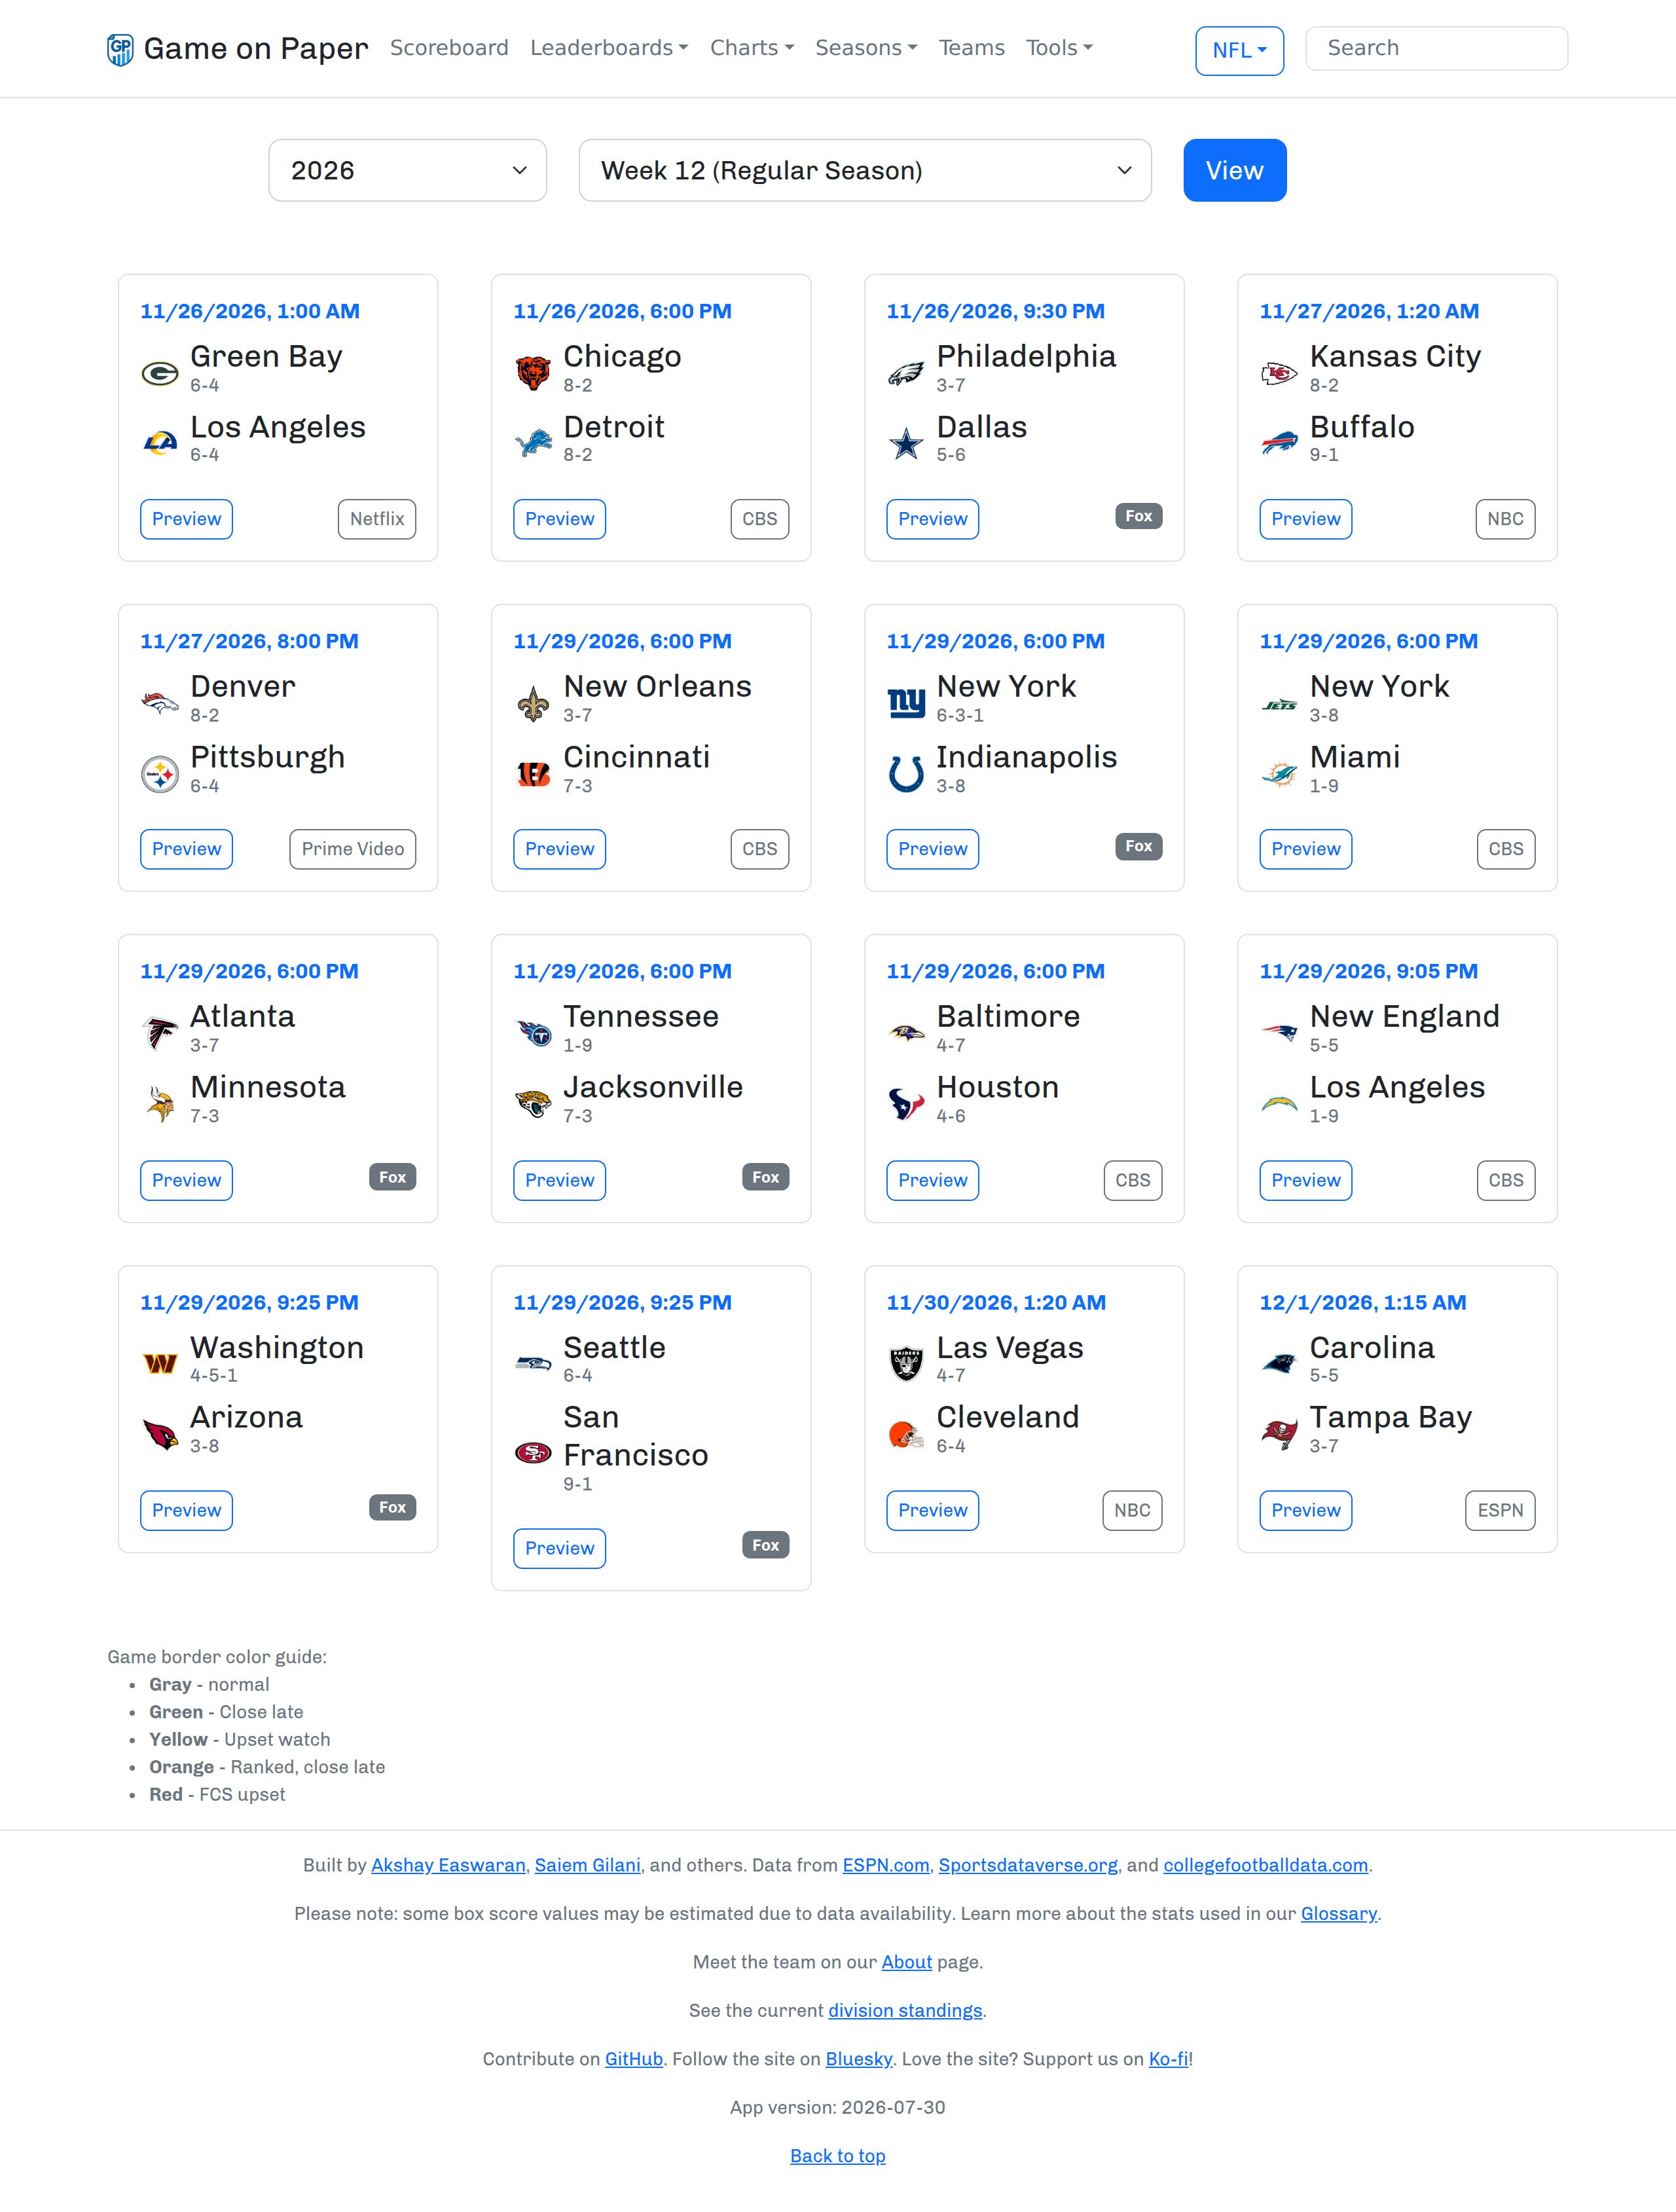 GP Game on Paper Scoreboard Leaderboards Charts Seasons Teams Tools NFL Search
2026 Week 12 (Regular Season) View
11/26/2026, 1:00 AM
Green Bay
6-4
Los Angeles
6-4
Preview Netflix
11/26/2026, 6:00 PM
Chicago
8-2
Detroit
8-2
Preview CBS
11/26/2026, 9:30 PM
Philadelphia
3-7
Dallas
5-6
Preview Fox
11/27/2026, 1:20 AM
Kansas City
8-2
Buffalo
9-1
Preview NBC
11/27/2026, 8:00 PM
Denver
8-2
Pittsburgh
6-4
Preview Prime Video
11/29/2026, 6:00 PM
New Orleans
3-7
Cincinnati
7-3
Preview CBS
11/29/2026, 6:00 PM
New York
6-3-1
Indianapolis
3-8
Preview Fox
11/29/2026, 6:00 PM
New York
3-8
Miami
1-9
Preview CBS
11/29/2026, 6:00 PM
Atlanta
3-7
Minnesota
7-3
Preview Fox
11/29/2026, 6:00 PM
Tennessee
1-9
Jacksonville
7-3
Preview Fox
11/29/2026, 6:00 PM
Baltimore
4-7
Houston
4-6
Preview CBS
11/29/2026, 9:05 PM
New England
5-5
Los Angeles
1-9
Preview CBS
11/29/2026, 9:25 PM
Washington
4-5-1
Arizona
3-8
Preview Fox
11/29/2026, 9:25 PM
Seattle
6-4
San
Francisco
9-1
Preview Fox
11/30/2026, 1:20 AM
Las Vegas
4-7
Cleveland
6-4
Preview NBC
12/1/2026, 1:15 AM
Carolina
5-5
Tampa Bay
3-7
Preview ESPN
Game border color guide:
• Gray - normal
• Green - Close late
• Yellow - Upset watch
• Orange - Ranked, close late
• Red - FCS upset
Built by Akshay Easwaran, Saiem Gilani, and others. Data from ESPN.com, Sportsdataverse.org, and collegefootballdata.com.
Please note: some box score values may be estimated due to data availability. Learn more about the stats used in our Glossary.
Meet the team on our About page.
See the current division standings.
Contribute on GitHub. Follow the site on Bluesky. Love the site? Support us on Ko-fi!
App version: 2026-07-30
Back to top